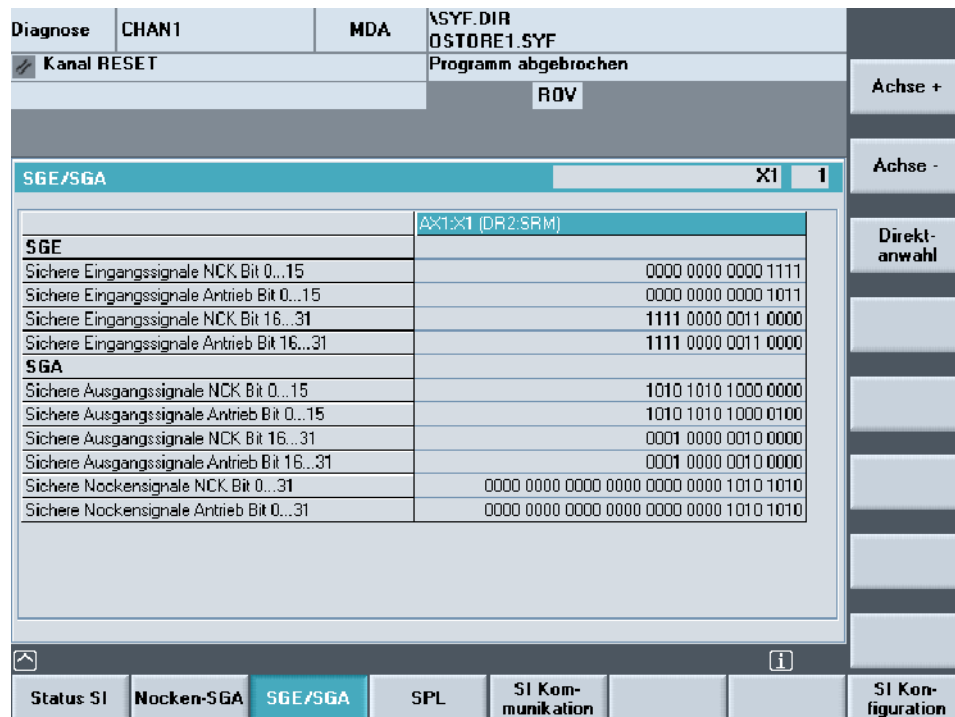 Diagnose CHAN1 MDA \SYF.DIR
OSTORE1.SYF
Kanal RESET Programm abgebrochen
ROV
Achse +
Achse -
SGE/SGA X1 1
Direkt-
anwahl
AX1:X1 (DR2:SRM)
SGE
Sichere Eingangssignale NCK Bit 0...15 0000 0000 0000 1111
Sichere Eingangssignale Antrieb Bit 0...15 0000 0000 0000 1011
Sichere Eingangssignale NCK Bit 16...31 1111 0000 0011 0000
Sichere Eingangssignale Antrieb Bit 16...31 1111 0000 0011 0000
SGA
Sichere Ausgangssignale NCK Bit 0...15 1010 1010 1000 0000
Sichere Ausgangssignale Antrieb Bit 0...15 1010 1010 1000 0100
Sichere Ausgangssignale NCK Bit 16...31 0001 0000 0010 0000
Sichere Ausgangssignale Antrieb Bit 16...31 0001 0000 0010 0000
Sichere Nockensignale NCK Bit 0...31 0000 0000 0000 0000 0000 0000 1010 1010
Sichere Nockensignale Antrieb Bit 0...31 0000 0000 0000 0000 0000 0000 1010 1010
i
Status SI Nocken-SGA SGE/SGA SPL SI Kom-
munikation SI Kon-
figuration